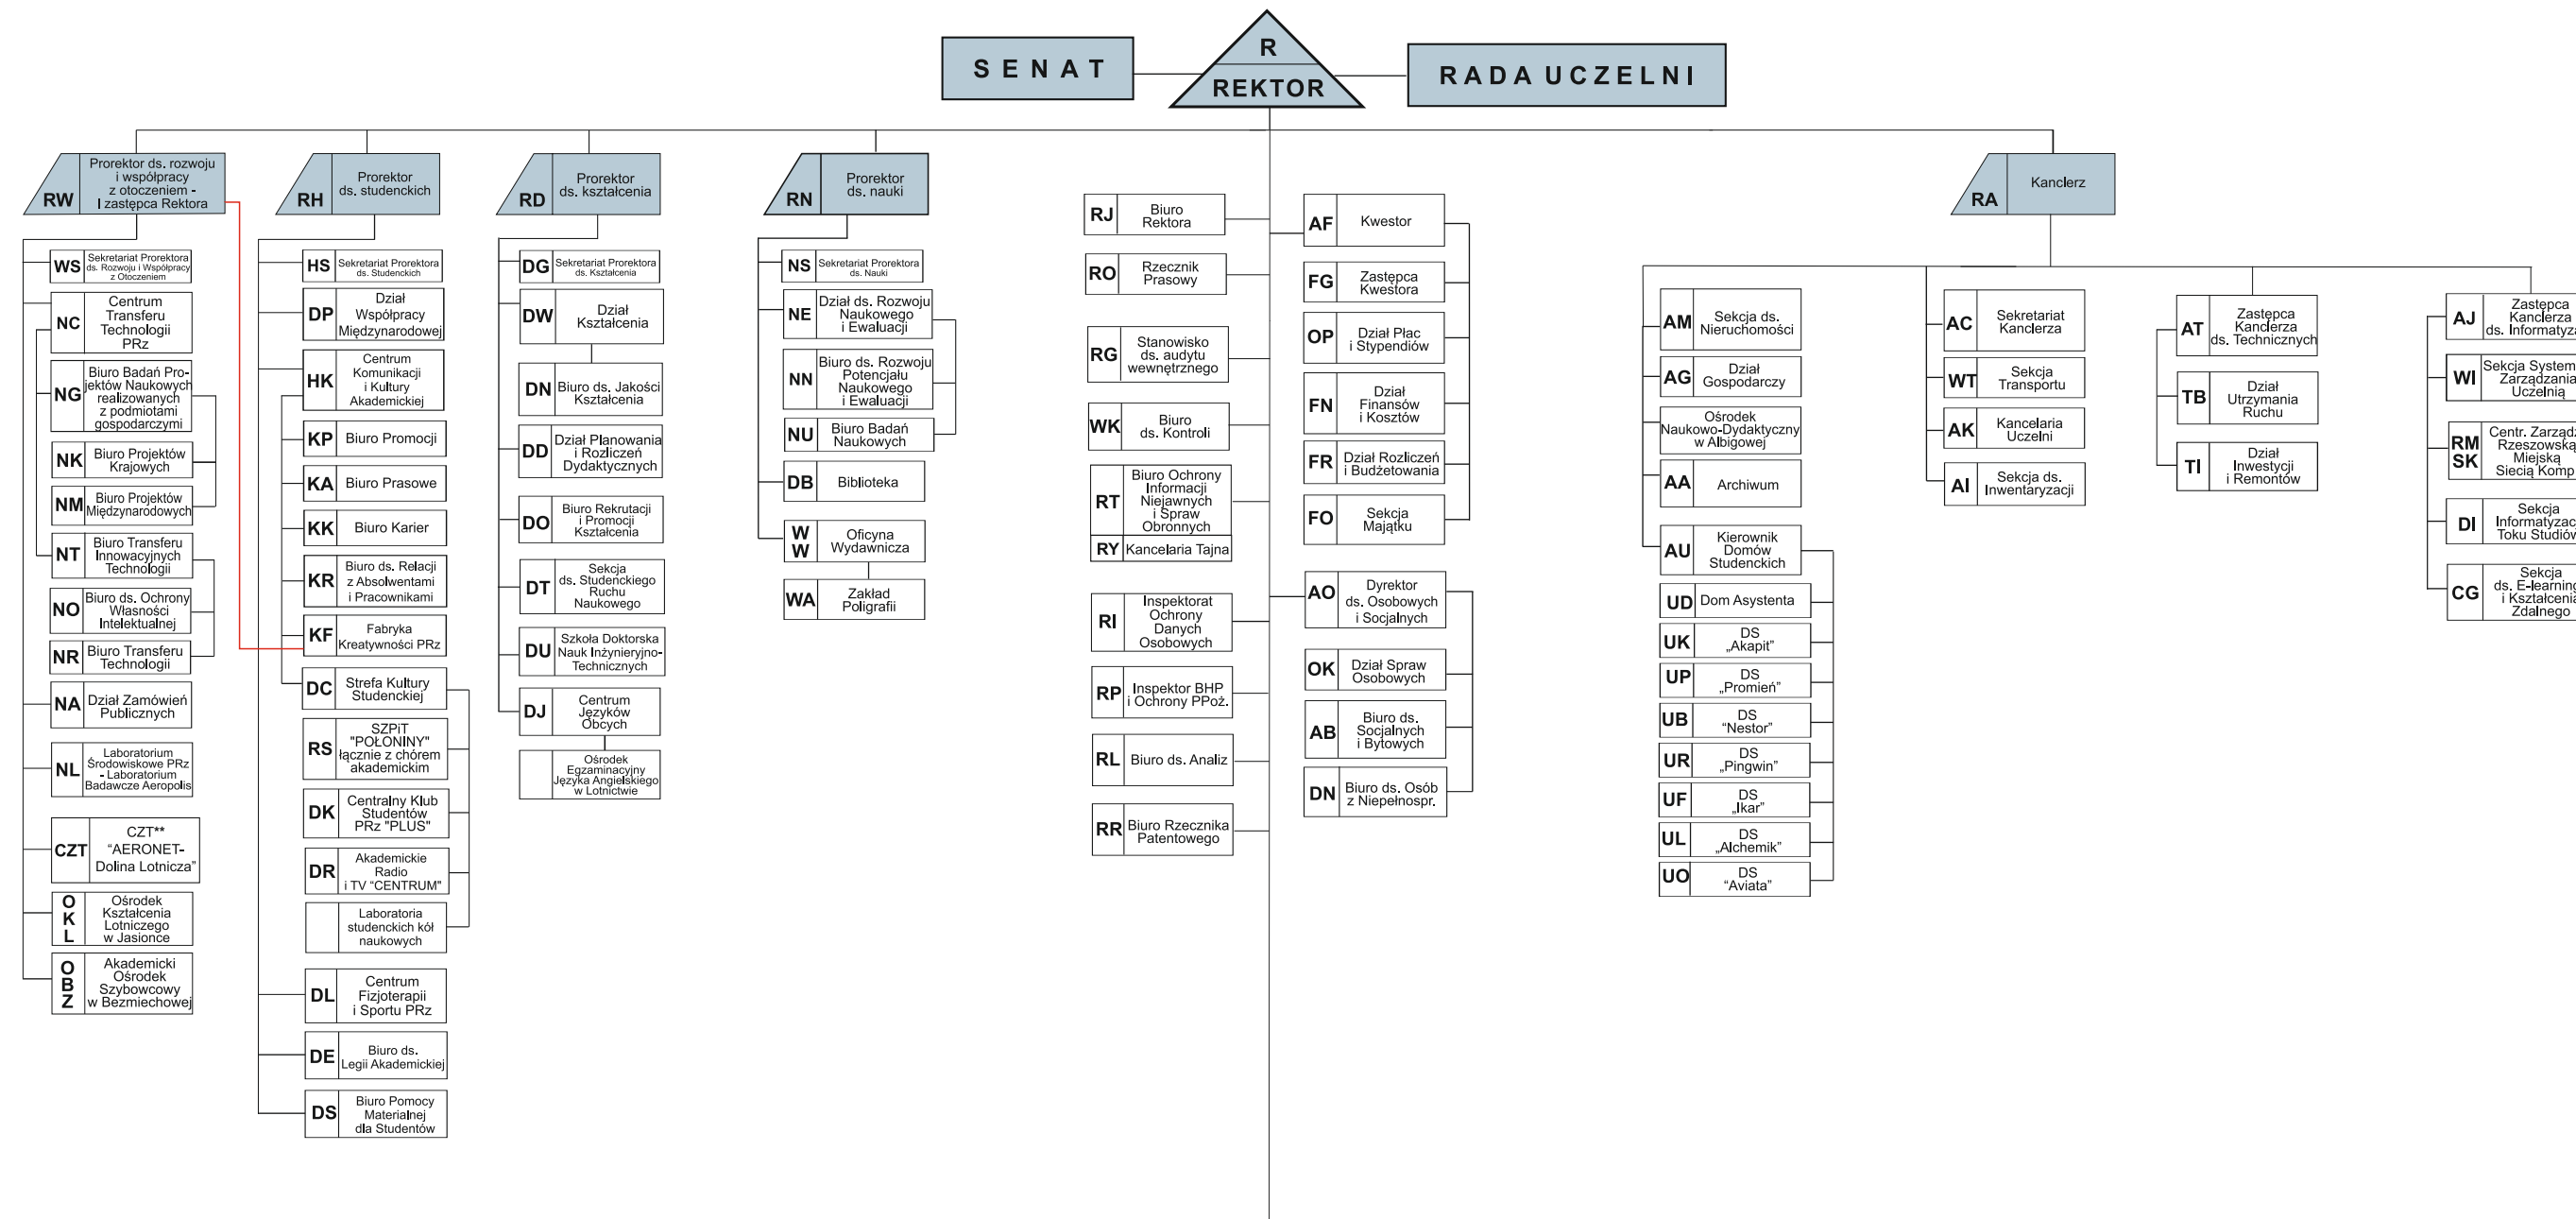 R
REKTOR
S E N A T
RADA UCZELNI
RW
Prorektor ds. rozwoju
i współpracy
z otoczeniem -
I zastępca Rektora
WS
Sekretariat Prorektora
ds. Rozwoju i Współpracy
z Otoczeniem
NC
Centrum
Transferu
Technologii
PRz
NG
Biuro Badań Pro-
jektów Naukowych
realizowanych
z podmiotami
gospodarczymi
NK
Biuro Projektów
Krajowych
NM
Biuro Projektów
Międzynarodowych
NT
Biuro Transferu
Innowacyjnych
Technologii
NO
Biuro ds. Ochrony
Własności
Intelektualnej
NR
Biuro Transferu
Technologii
NA
Dział Zamówień
Publicznych
NL
Laboratorium
Środowiskowe PRz
- Laboratorium
Badawcze Aeropolis
CZT
CZT**
“AERONET-
Dolina Lotnicza”
O
K
L
Ośrodek
Kształcenia
Lotniczego
w Jasionce
O
B
Z
Akademicki
Ośrodek
Szybowcowy
w Bezmiechowej
RH
Prorektor
ds. studenckich
HS
Sekretariat Prorektora
ds. Studenckich
DP
Dział
Współpracy
Międzynarodowej
HK
Centrum
Komunikacji
i Kultury
Akademickiej
KP
Biuro Promocji
KA
Biuro Prasowe
KK
Biuro Karier
KR
Biuro ds. Relacji
z Absolwentami
i Pracownikami
KF
Fabryka
Kreatywności PRz
DC
Strefa Kultury
Studenckiej
RS
SZPiT
"POŁONINY"
łącznie z chórem
akademickim
DK
Centralny Klub
Studentów
PRz "PLUS"
DR
Akademickie
Radio
i TV “CENTRUM”
Laboratoria
studenckich kół
naukowych
DL
Centrum
Fizjoterapii
i Sportu PRz
DE
Biuro ds.
Legii Akademickiej
DS
Biuro Pomocy
Materialnej
dla Studentów
RD
Prorektor
ds. kształcenia
DG
Sekretariat Prorektora
ds. Kształcenia
DW
Dział
Kształcenia
DN
Biuro ds. Jakości
Kształcenia
DD
Dział Planowania
i Rozliczeń
Dydaktycznych
DO
Biuro Rekrutacji
i Promocji
Kształcenia
DT
Sekcja
ds. Studenckiego
Ruchu
Naukowego
DU
Szkoła Doktorska
Nauk Inżynieryjno-
Technicznych
DJ
Centrum
Języków
Obcych
Ośrodek
Egzaminacyjny
Języka Angielskiego
w Lotnictwie
RN
Prorektor
ds. nauki
NS
Sekretariat Prorektora
ds. Nauki
NE
Dział ds. Rozwoju
Naukowego
i Ewaluacji
NN
Biuro ds. Rozwoju
Potencjału
Naukowego
i Ewaluacji
NU
Biuro Badań
Naukowych
DB
Biblioteka
W
W
Oficyna
Wydawnicza
WA
Zakład
Poligrafii
RJ
Biuro
Rektora
RO
Rzecznik
Prasowy
RG
Stanowisko
ds. audytu
wewnętrznego
WK
Biuro
ds. Kontroli
RT
Biuro Ochrony
Informacji
Niejawnych
i Spraw
Obronnych
RY
Kancelaria Tajna
RI
Inspektorat
Ochrony
Danych
Osobowych
RP
Inspektor BHP
i Ochrony PPoż.
RL
Biuro ds. Analiz
RR
Biuro Rzecznika
Patentowego
AF
Kwestor
FG
Zastępca
Kwestora
OP
Dział Płac
i Stypendiów
FN
Dział
Finansów
i Kosztów
FR
Dział Rozliczeń
i Budżetowania
FO
Sekcja
Majątku
AO
Dyrektor
ds. Osobowych
i Socjalnych
OK
Dział Spraw
Osobowych
AB
Biuro ds.
Socjalnych
i Bytowych
DN
Biuro ds. Osób
z Niepełnospr.
RA
Kanclerz
AM
Sekcja ds.
Nieruchomości
AG
Dział
Gospodarczy
Ośrodek
Naukowo-Dydaktyczny
w Albigowej
AA
Archiwum
AU
Kierownik
Domów
Studenckich
UD
Dom Asystenta
UK
DS
„Akapit”
UP
DS
„Promień”
UB
DS
“Nestor”
UR
DS
„Pingwin”
UF
DS
„Ikar”
UL
DS
„Alchemik”
UO
DS
“Aviata”
AC
Sekretariat
Kanclerza
WT
Sekcja
Transportu
AK
Kancelaria
Uczelni
AI
Sekcja ds.
Inwentaryzacji
AT
Zastępca
Kanclerza
ds. Technicznych
TB
Dział
Utrzymania
Ruchu
TI
Dział
Inwestycji
i Remontów
AJ
Zastępca
Kanclerza
ds.
WI
Sekcja
Zarządzania
Uczelnią
RM
SK
Centr.
Rzeszowską
Miejską
Siecią Komp
DI
Sekcja
Toku Studiów
CG
Sekcja
ds. E-learning
i Kształcenia
Zdalnego